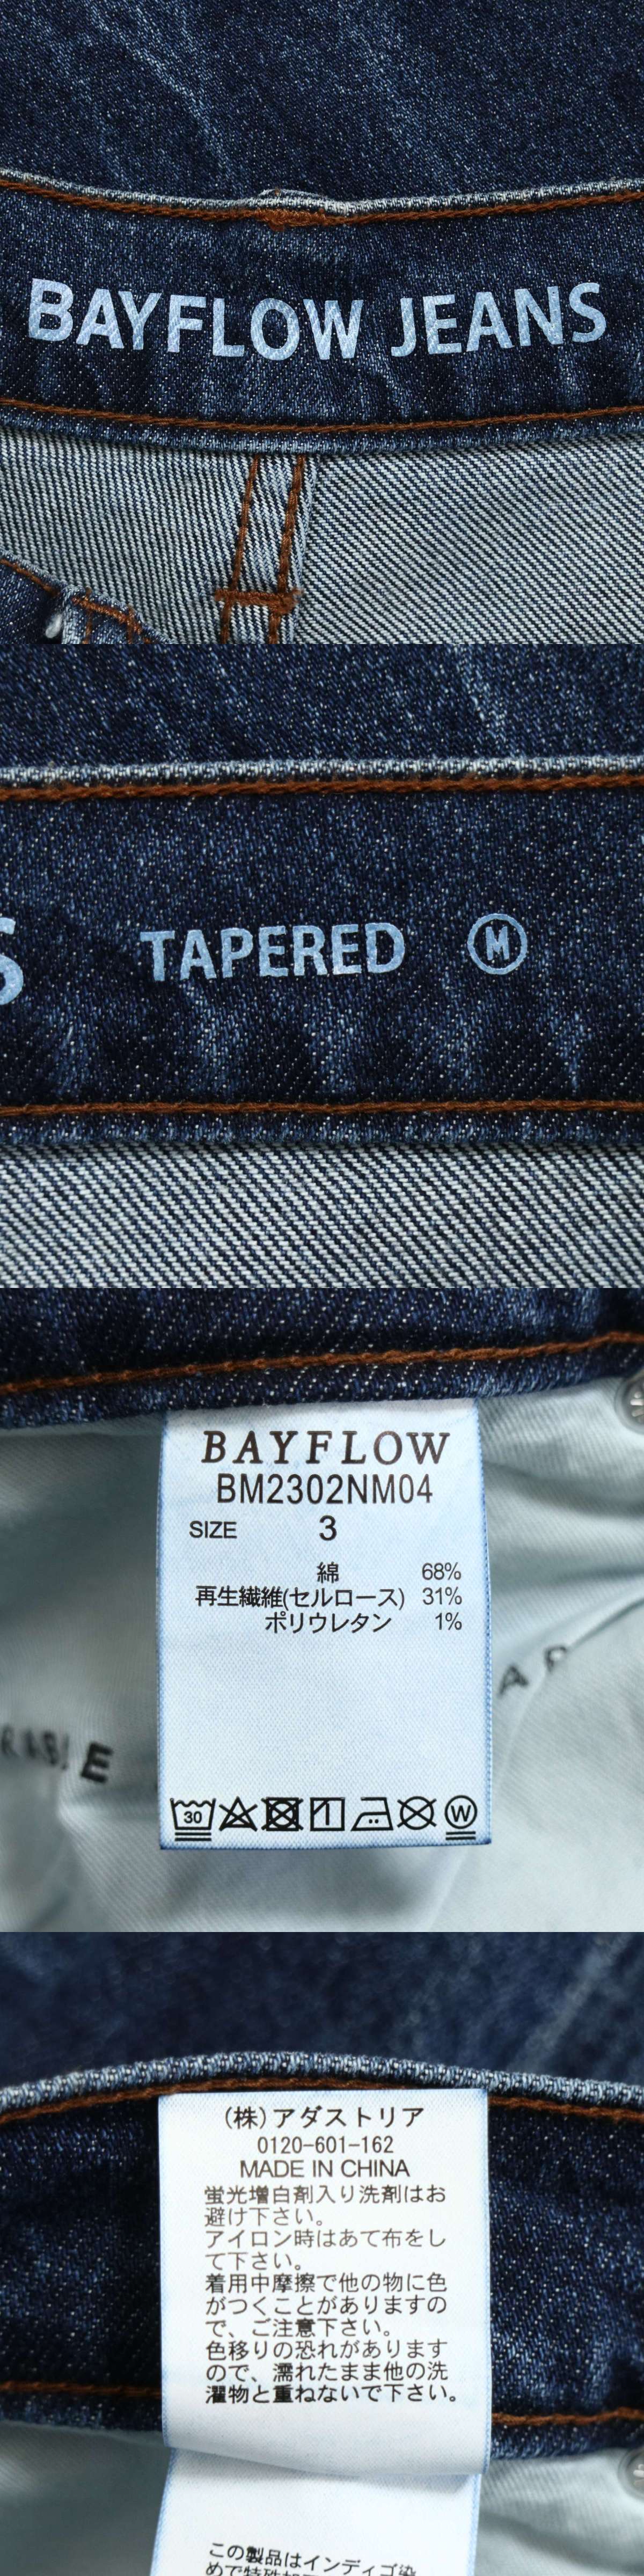 BAYFLOW JEANS
S TAPERED M
BAYFLOW
BM2302NM04
SIZE 3
綿 68%
再生繊維(セルロース) 31%
ポリウレタン 1%
30 W
(株)アダストリア
0120-601-162
MADE IN CHINA
蛍光増白剤入り洗剤はお
避け下さい。
アイロン時はあて布をし
て下さい。
着用中摩擦で他の物に色
がつくことがありますの
で、ご注意下さい。
色移りの恐れがあります
ので、濡れたまま他の洗
濯物と重ねないで下さい。
この製品はインディゴ染